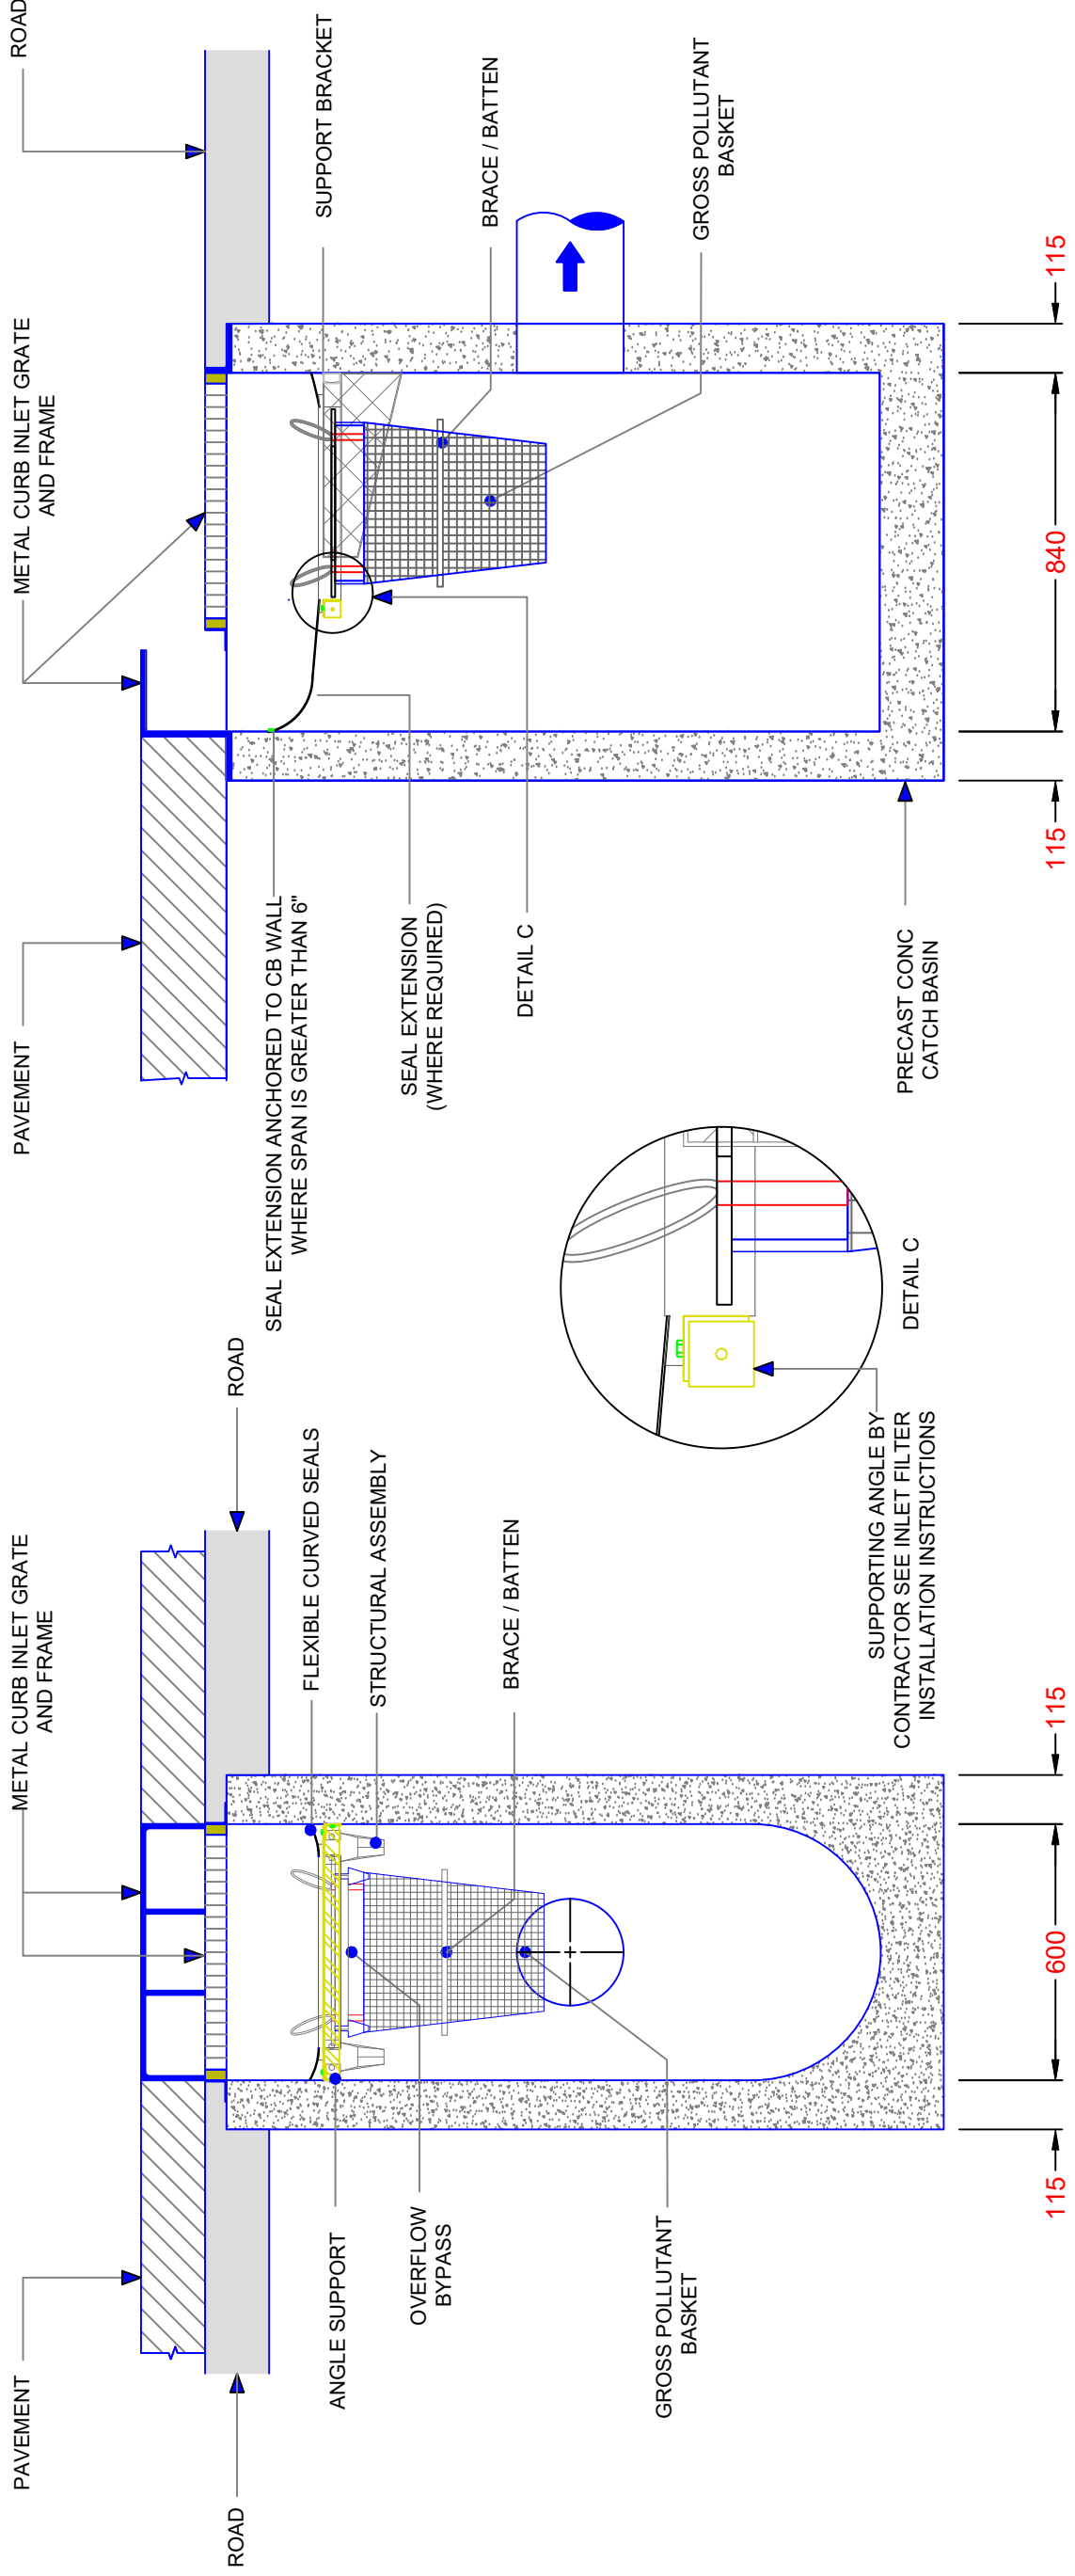 PAVEMENT
METAL CURB INLET GRATE
AND FRAME
ROAD
ROAD
ANGLE SUPPORT
OVERFLOW
BYPASS
GROSS POLLUTANT
BASKET
FLEXIBLE CURVED SEALS
STRUCTURAL ASSEMBLY
BRACE / BATTEN
115
600
115
SUPPORTING ANGLE BY
CONTRACTOR SEE INLET FILTER
INSTALLATION INSTRUCTIONS
DETAIL C
PAVEMENT
METAL CURB INLET GRATE
AND FRAME
ROAD
SEAL EXTENSION ANCHORED TO CB WALL
WHERE SPAN IS GREATER THAN 6"
SEAL EXTENSION
(WHERE REQUIRED)
DETAIL C
PRECAST CONC
CATCH BASIN
SUPPORT BRACKET
BRACE / BATTEN
GROSS POLLUTANT
BASKET
115
840
115